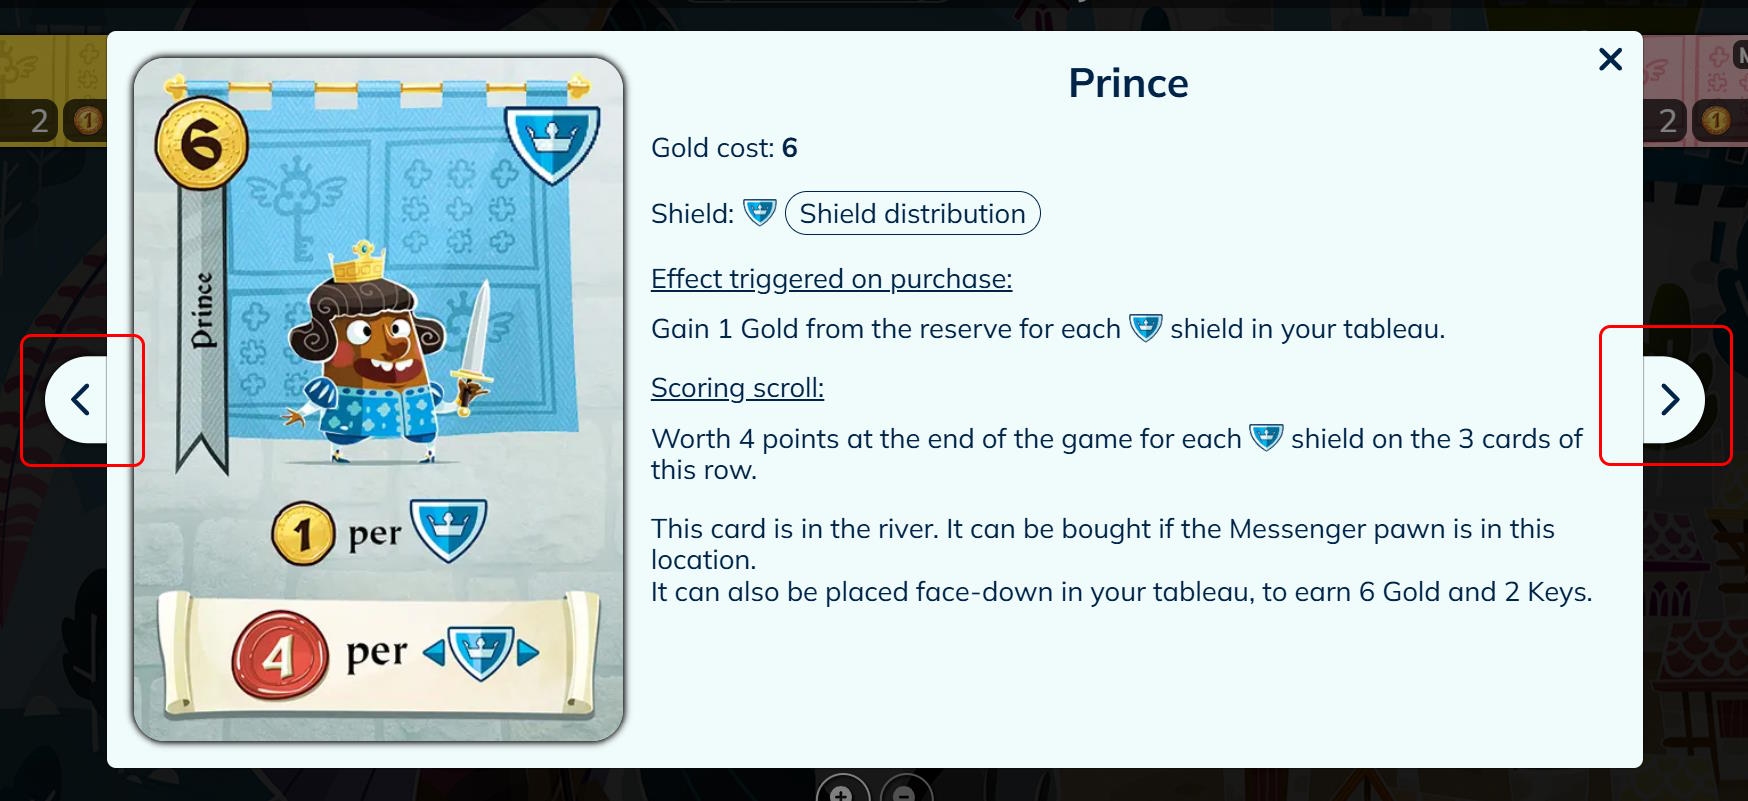 Prince
Gold cost: 6
Shield: Shield distribution
Effect triggered on purchase:
Gain 1 Gold from the reserve for each shield in your tableau.
Scoring scroll:
Worth 4 points at the end of the game for each shield on the 3 cards of
this row.
This card is in the river. It can be bought if the Messenger pawn is in this
location.
It can also be placed face-down in your tableau, to earn 6 Gold and 2 Keys.
6
Prince
1 per
4 per
2 1
2 1